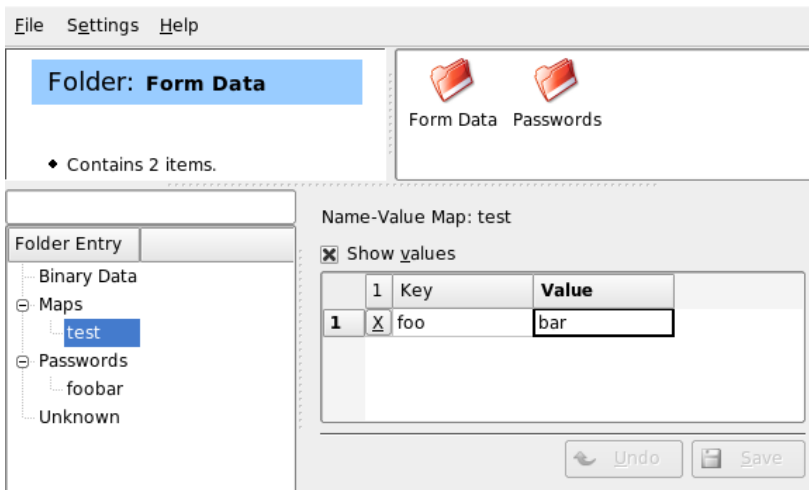 File Settings Help
Folder: Form Data
Contains 2 items.
Form Data Passwords
Folder Entry
Binary Data
Maps
test
Passwords
foobar
Unknown
Name-Value Map: test
Show values
1 Key Value
1 X foo bar
Undo Save